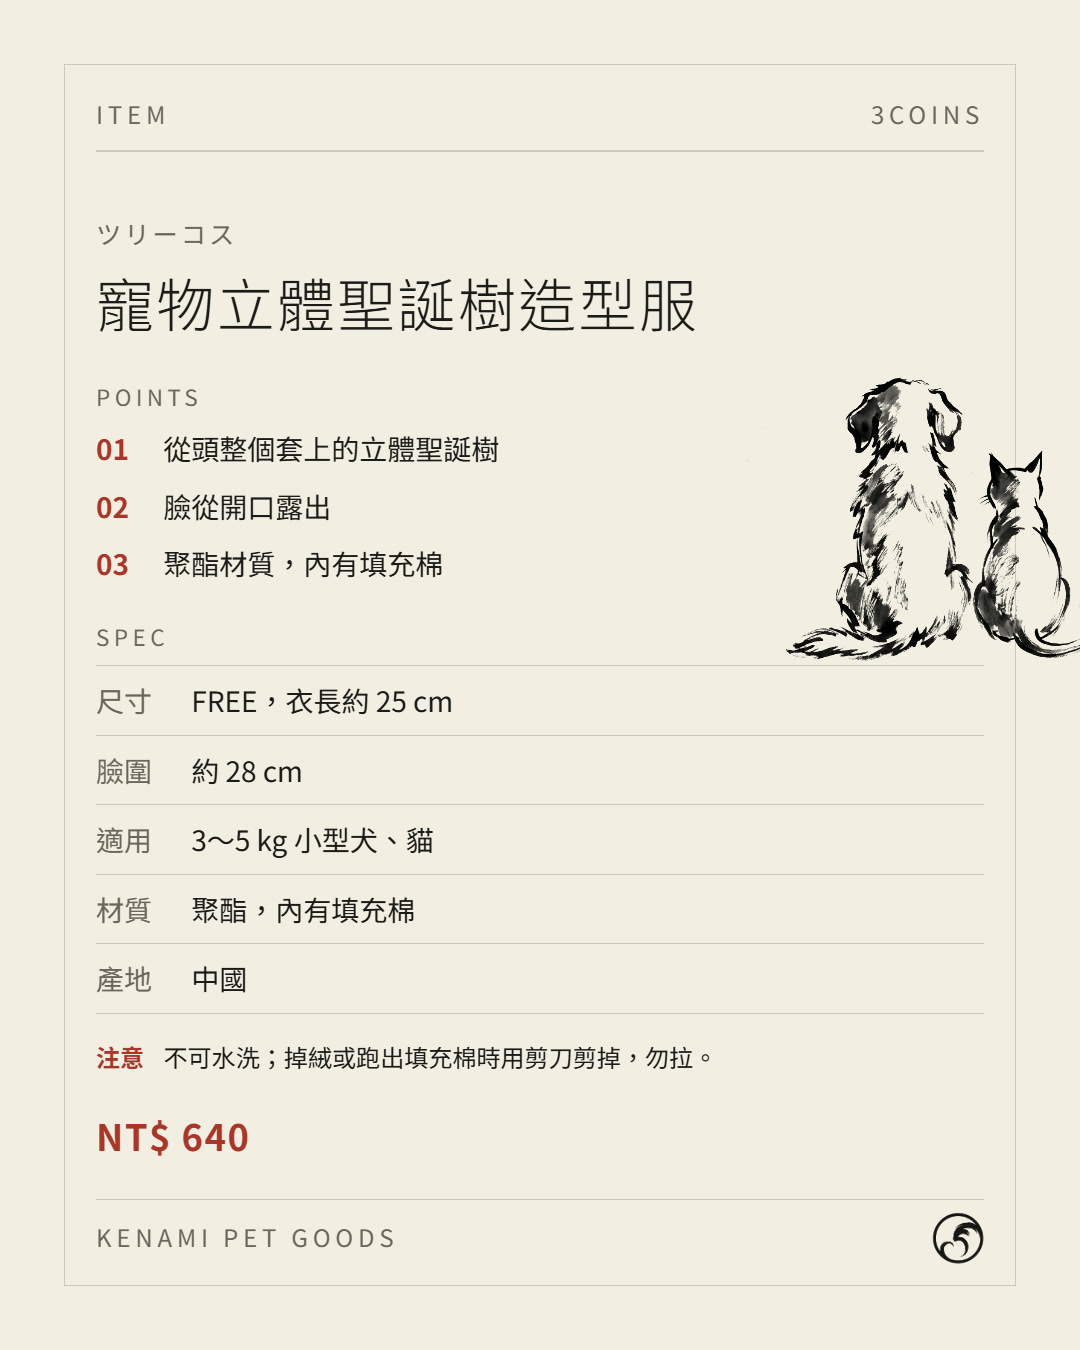 ITEM
3COINS
ツリーコス
寵物立體聖誕樹造型服
POINTS
01 從頭整個套上的立體聖誕樹
02 臉從開口露出
03 聚酯材質，內有填充棉
SPEC
尺寸 FREE，衣長約 25 cm
臉圍 約 28 cm
適用 3～5 kg 小型犬、貓
材質 聚酯，內有填充棉
產地 中國
注意 不可水洗；掉絨或跑出填充棉時用剪刀剪掉，勿拉。
NT$ 640
KENAMI PET GOODS